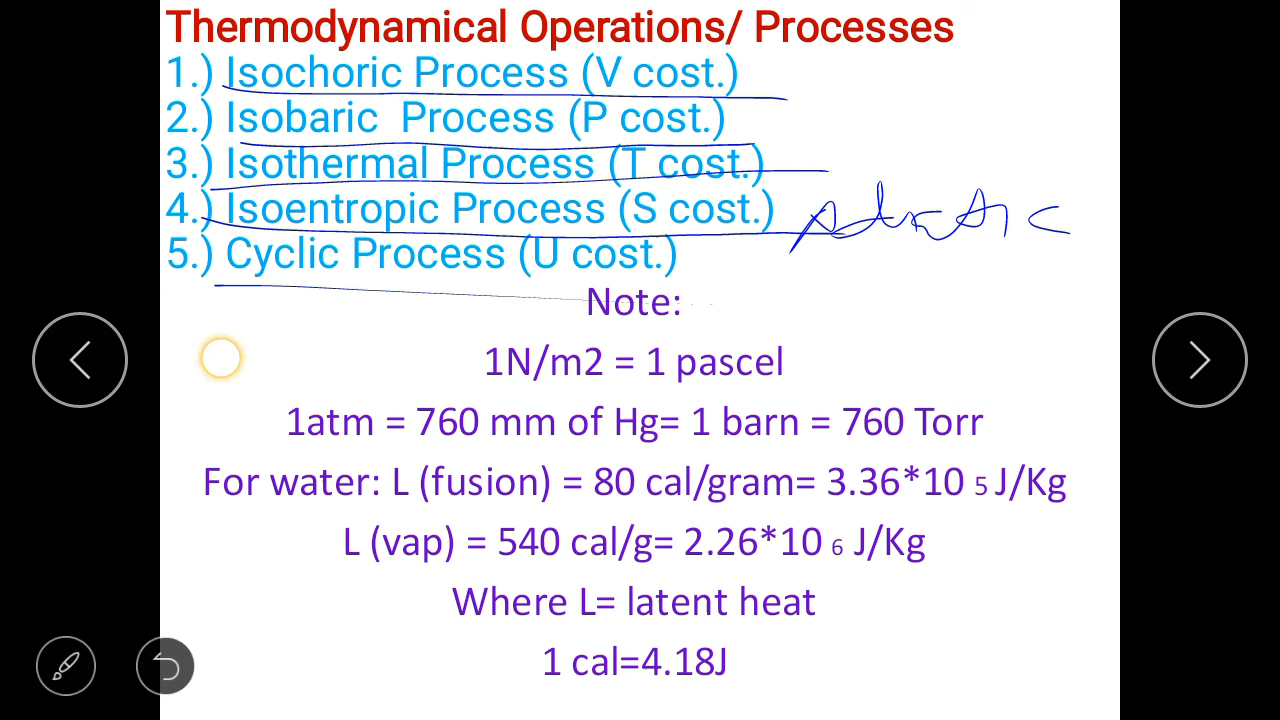 Thermodynamical Operations/ Processes
1.) Isochoric Process (V cost.)
2.) Isobaric Process (P cost.)
3.) Isothermal Process (T cost.)
4.) Isoentropic Process (S cost.)
5.) Cyclic Process (U cost.)
Note:
1N/m2 = 1 pascel
1atm = 760 mm of Hg= 1 barn = 760 Torr
For water: L (fusion) = 80 cal/gram= 3.36*10 5 J/Kg
L (vap) = 540 cal/g= 2.26*10 6 J/Kg
Where L= latent heat
1 cal=4.18J